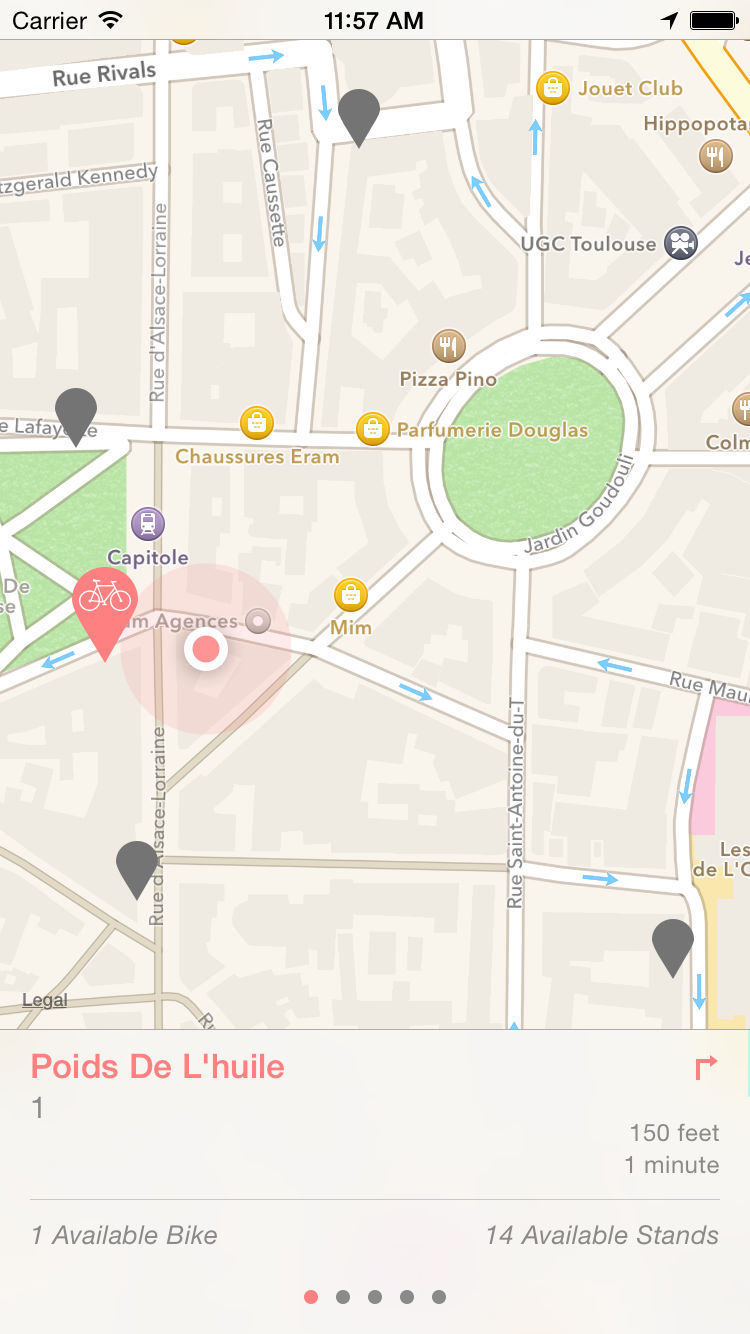 Carrier
11:57 AM
Rue Rivals
Jouet Club
Hippopota
tzgerald Kennedy
Rue Caussette
Rue d'Alsace-Lorraine
UGC Toulouse
Je
Pizza Pino
e Lafayette
Parfumerie Douglas
Chaussures Eram
Colm
Jardin Goudouli
Capitole
De
se
m Agences
Mim
Rue Mau
Rue Saint-Antoine-du-T
Rue d'Alsace-Lorraine
Les
de L'O
Legal
Ru
Poids De L'huile
1
150 feet
1 minute
1 Available Bike
14 Available Stands